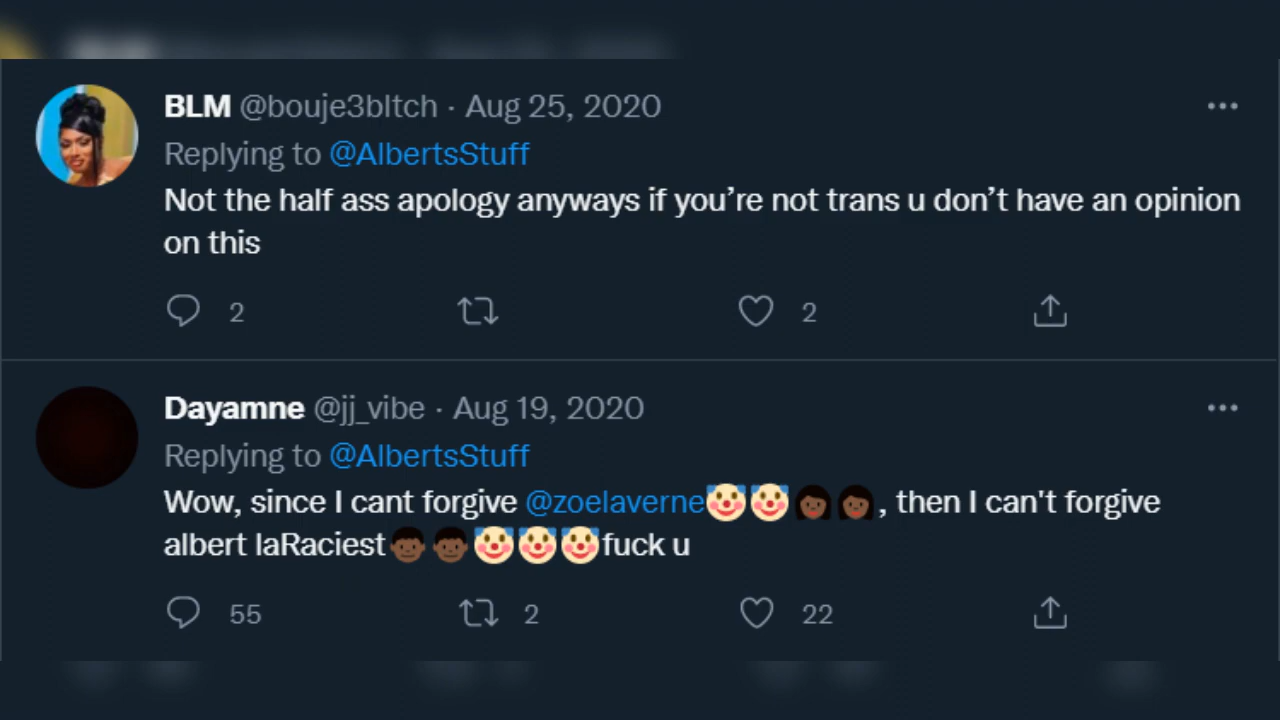 BLM @bouje3bItch · Aug 25, 2020
Replying to @AlbertsStuff
Not the half ass apology anyways if you’re not trans u don’t have an opinion
on this
2 2
Dayamne @jj_vibe · Aug 19, 2020
Replying to @AlbertsStuff
Wow, since I cant forgive @zoelaverne🤡🤡👩🏿👩🏿, then I can't forgive
albert laRaciest👦🏿👦🏿🤡🤡🤡fuck u
55 2 22